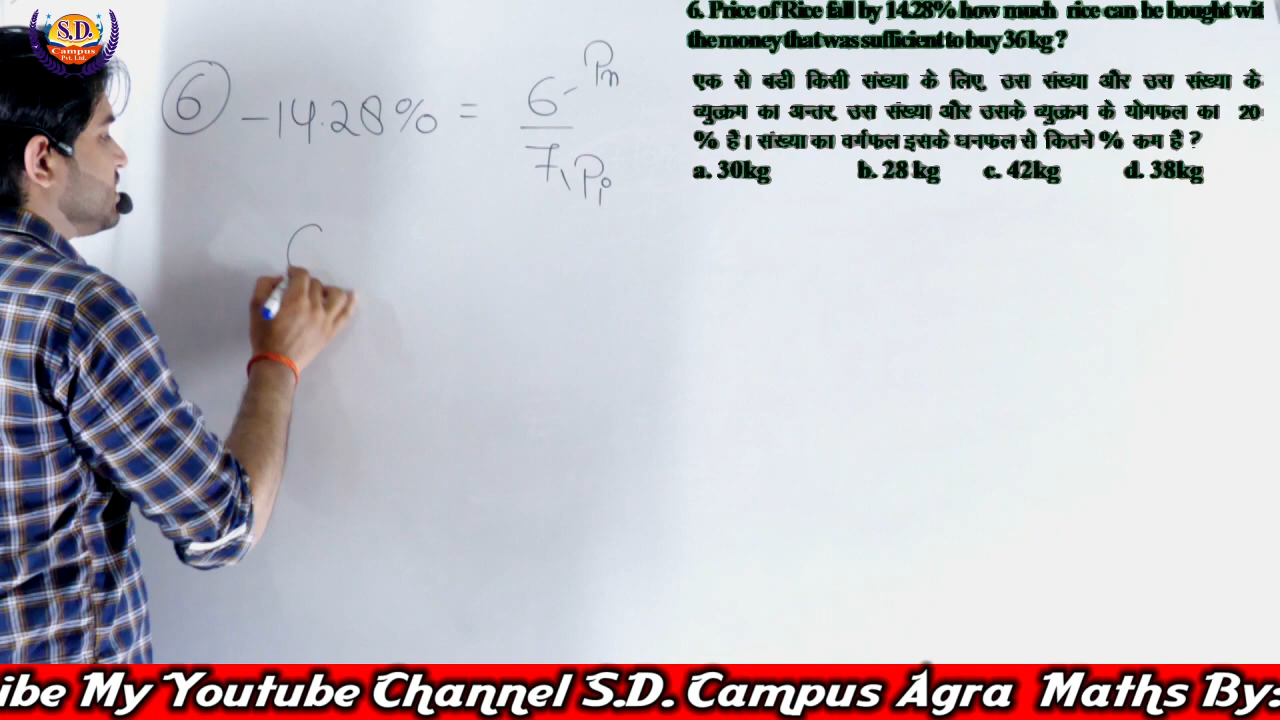 S.D.
Campus
Pvt. Ltd.
6. Price of Rice fall by 14.28% how much rice can be bought wit
the money that was sufficient to buy 36 kg ?
एक से बडी किसी संख्या के लिए, उस संख्या और उस संख्या के
व्युत्क्रम का अन्तर, उस संख्या और उसके व्युत्क्रम के योगफल का 20
% है। संख्या का वर्गफल इसके घनफल से कितने % कम है ?
a. 30kg b. 28 kg c. 42kg d. 38kg
6 -14.28% = 6 Pn
7 Pi
ibe My Youtube Channel S.D. Campus Agra Maths By: